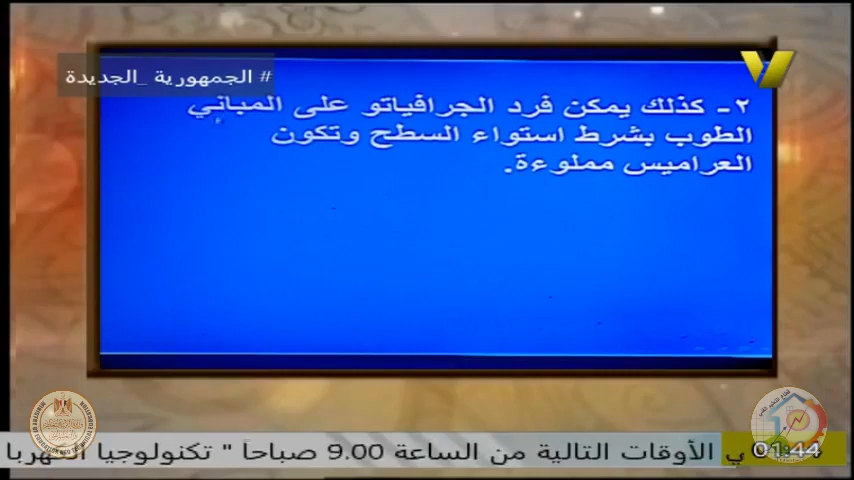 # الجمهورية _الجديدة
٢- كذلك يمكن فرد الجرافياتو على المباني
الطوب بشرط استواء السطح وتكون
العراميس مملوءة.
الأوقات التالية من الساعة 9.00 صباحاً " تكنولوجيا
01:44